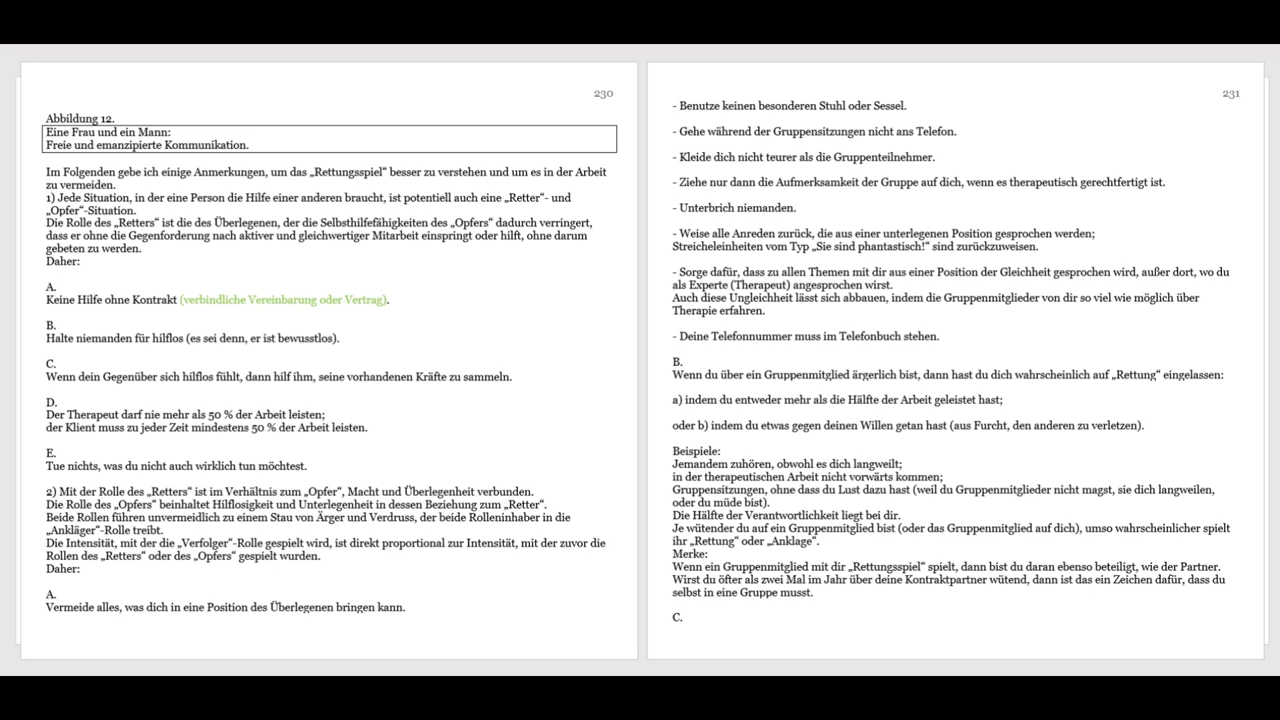 230
Abbildung 12.
Eine Frau und ein Mann:
Freie und emanzipierte Kommunikation.
Im Folgenden gebe ich einige Anmerkungen, um das „Rettungsspiel“ besser zu verstehen und um es in der Arbeit
zu vermeiden.
1) Jede Situation, in der eine Person die Hilfe einer anderen braucht, ist potentiell auch eine „Retter“- und
„Opfer“-Situation.
Die Rolle des „Retters“ ist die des Überlegenen, der die Selbsthilfefähigkeiten des „Opfers“ dadurch verringert,
dass er ohne die Gegenforderung nach aktiver und gleichwertiger Mitarbeit einspringt oder hilft, ohne darum
gebeten zu werden.
Daher:
A.
Keine Hilfe ohne Kontrakt (verbindliche Vereinbarung oder Vertrag).
B.
Halte niemanden für hilflos (es sei denn, er ist bewusstlos).
C.
Wenn dein Gegenüber sich hilflos fühlt, dann hilf ihm, seine vorhandenen Kräfte zu sammeln.
D.
Der Therapeut darf nie mehr als 50 % der Arbeit leisten;
der Klient muss zu jeder Zeit mindestens 50 % der Arbeit leisten.
E.
Tue nichts, was du nicht auch wirklich tun möchtest.
2) Mit der Rolle des „Retters“ ist im Verhältnis zum „Opfer“, Macht und Überlegenheit verbunden.
Die Rolle des „Opfers“ beinhaltet Hilflosigkeit und Unterlegenheit in dessen Beziehung zum „Retter“.
Beide Rollen führen unvermeidlich zu einem Stau von Ärger und Verdruss, der beide Rolleninhaber in die
„Ankläger“-Rolle treibt.
Die Intensität, mit der die „Verfolger“-Rolle gespielt wird, ist direkt proportional zur Intensität, mit der zuvor die
Rollen des „Retters“ oder des „Opfers“ gespielt wurden.
Daher:
A.
Vermeide alles, was dich in eine Position des Überlegenen bringen kann.
231
- Benutze keinen besonderen Stuhl oder Sessel.
- Gehe während der Gruppensitzungen nicht ans Telefon.
- Kleide dich nicht teurer als die Gruppenteilnehmer.
- Ziehe nur dann die Aufmerksamkeit der Gruppe auf dich, wenn es therapeutisch gerechtfertigt ist.
- Unterbrich niemanden.
- Weise alle Anreden zurück, die aus einer unterlegenen Position gesprochen werden;
Streicheleinheiten vom Typ „Sie sind phantastisch!“ sind zurückzuweisen.
- Sorge dafür, dass zu allen Themen mit dir aus einer Position der Gleichheit gesprochen wird, außer dort, wo du
als Experte (Therapeut) angesprochen wirst.
Auch diese Ungleichheit lässt sich abbauen, indem die Gruppenmitglieder von dir so viel wie möglich über
Therapie erfahren.
- Deine Telefonnummer muss im Telefonbuch stehen.
B.
Wenn du über ein Gruppenmitglied ärgerlich bist, dann hast du dich wahrscheinlich auf „Rettung“ eingelassen:
a) indem du entweder mehr als die Hälfte der Arbeit geleistet hast;
oder b) indem du etwas gegen deinen Willen getan hast (aus Furcht, den anderen zu verletzen).
Beispiele:
Jemandem zuhören, obwohl es dich langweilt;
in der therapeutischen Arbeit nicht vorwärts kommen;
Gruppensitzungen, ohne dass du Lust dazu hast (weil du Gruppenmitglieder nicht magst, sie dich langweilen,
oder du müde bist).
Die Hälfte der Verantwortlichkeit liegt bei dir.
Je wütender du auf ein Gruppenmitglied bist (oder das Gruppenmitglied auf dich), umso wahrscheinlicher spielt
ihr „Rettung“ oder „Anklage“.
Merke:
Wenn ein Gruppenmitglied mit dir „Rettungsspiel“ spielt, dann bist du daran ebenso beteiligt, wie der Partner.
Wirst du öfter als zwei Mal im Jahr über deine Kontraktpartner wütend, dann ist das ein Zeichen dafür, dass du
selbst in eine Gruppe musst.
C.